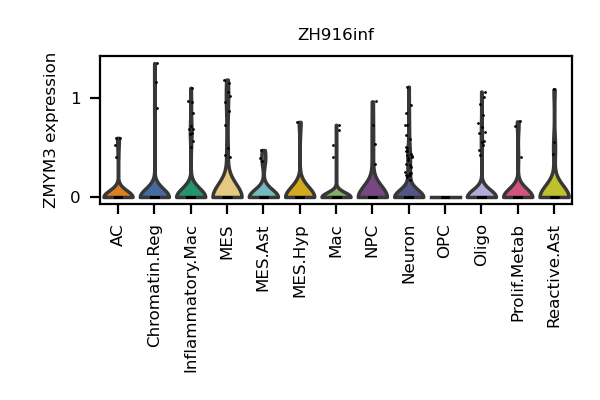 ZH916inf
ZMYM3 expression
1
0
AC
Chromatin.Reg
Inflammatory.Mac
MES
MES.Ast
MES.Hyp
Mac
NPC
Neuron
OPC
Oligo
Prolif.Metab
Reactive.Ast